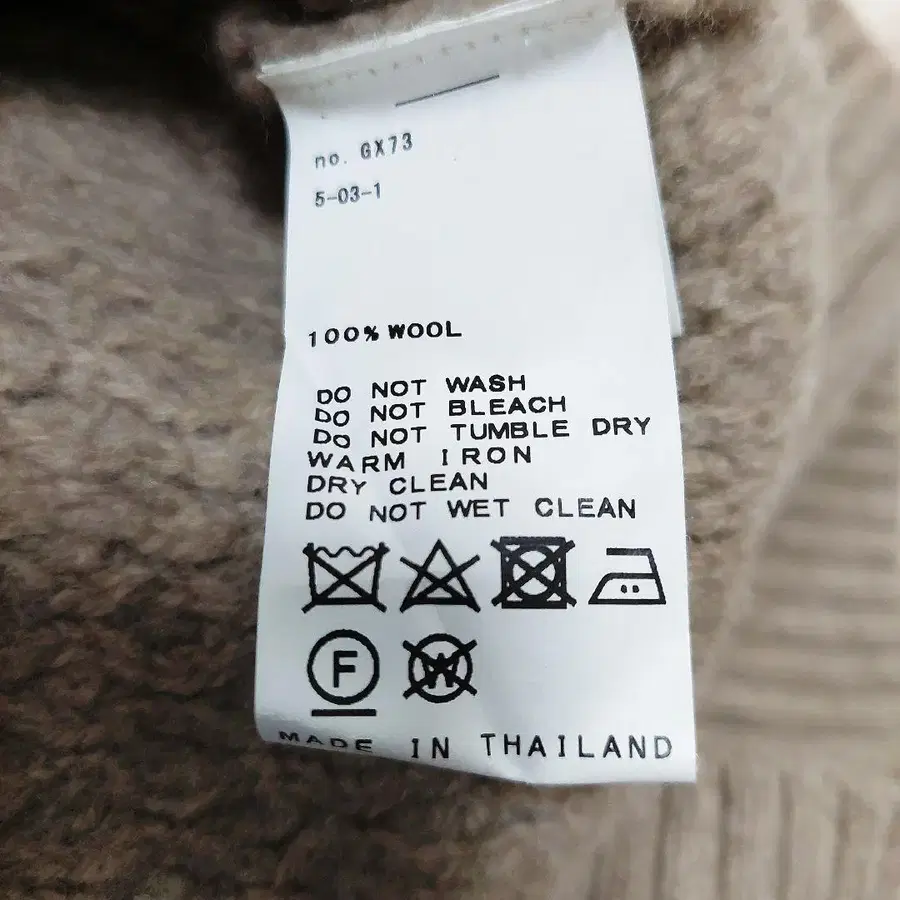 no. GX73
5-03-1
100% WOOL
DO NOT WASH
DO NOT BLEACH
DO NOT TUMBLE DRY
WARM IRON
DRY CLEAN
DO NOT WET CLEAN
F W
MADE IN THAILAND